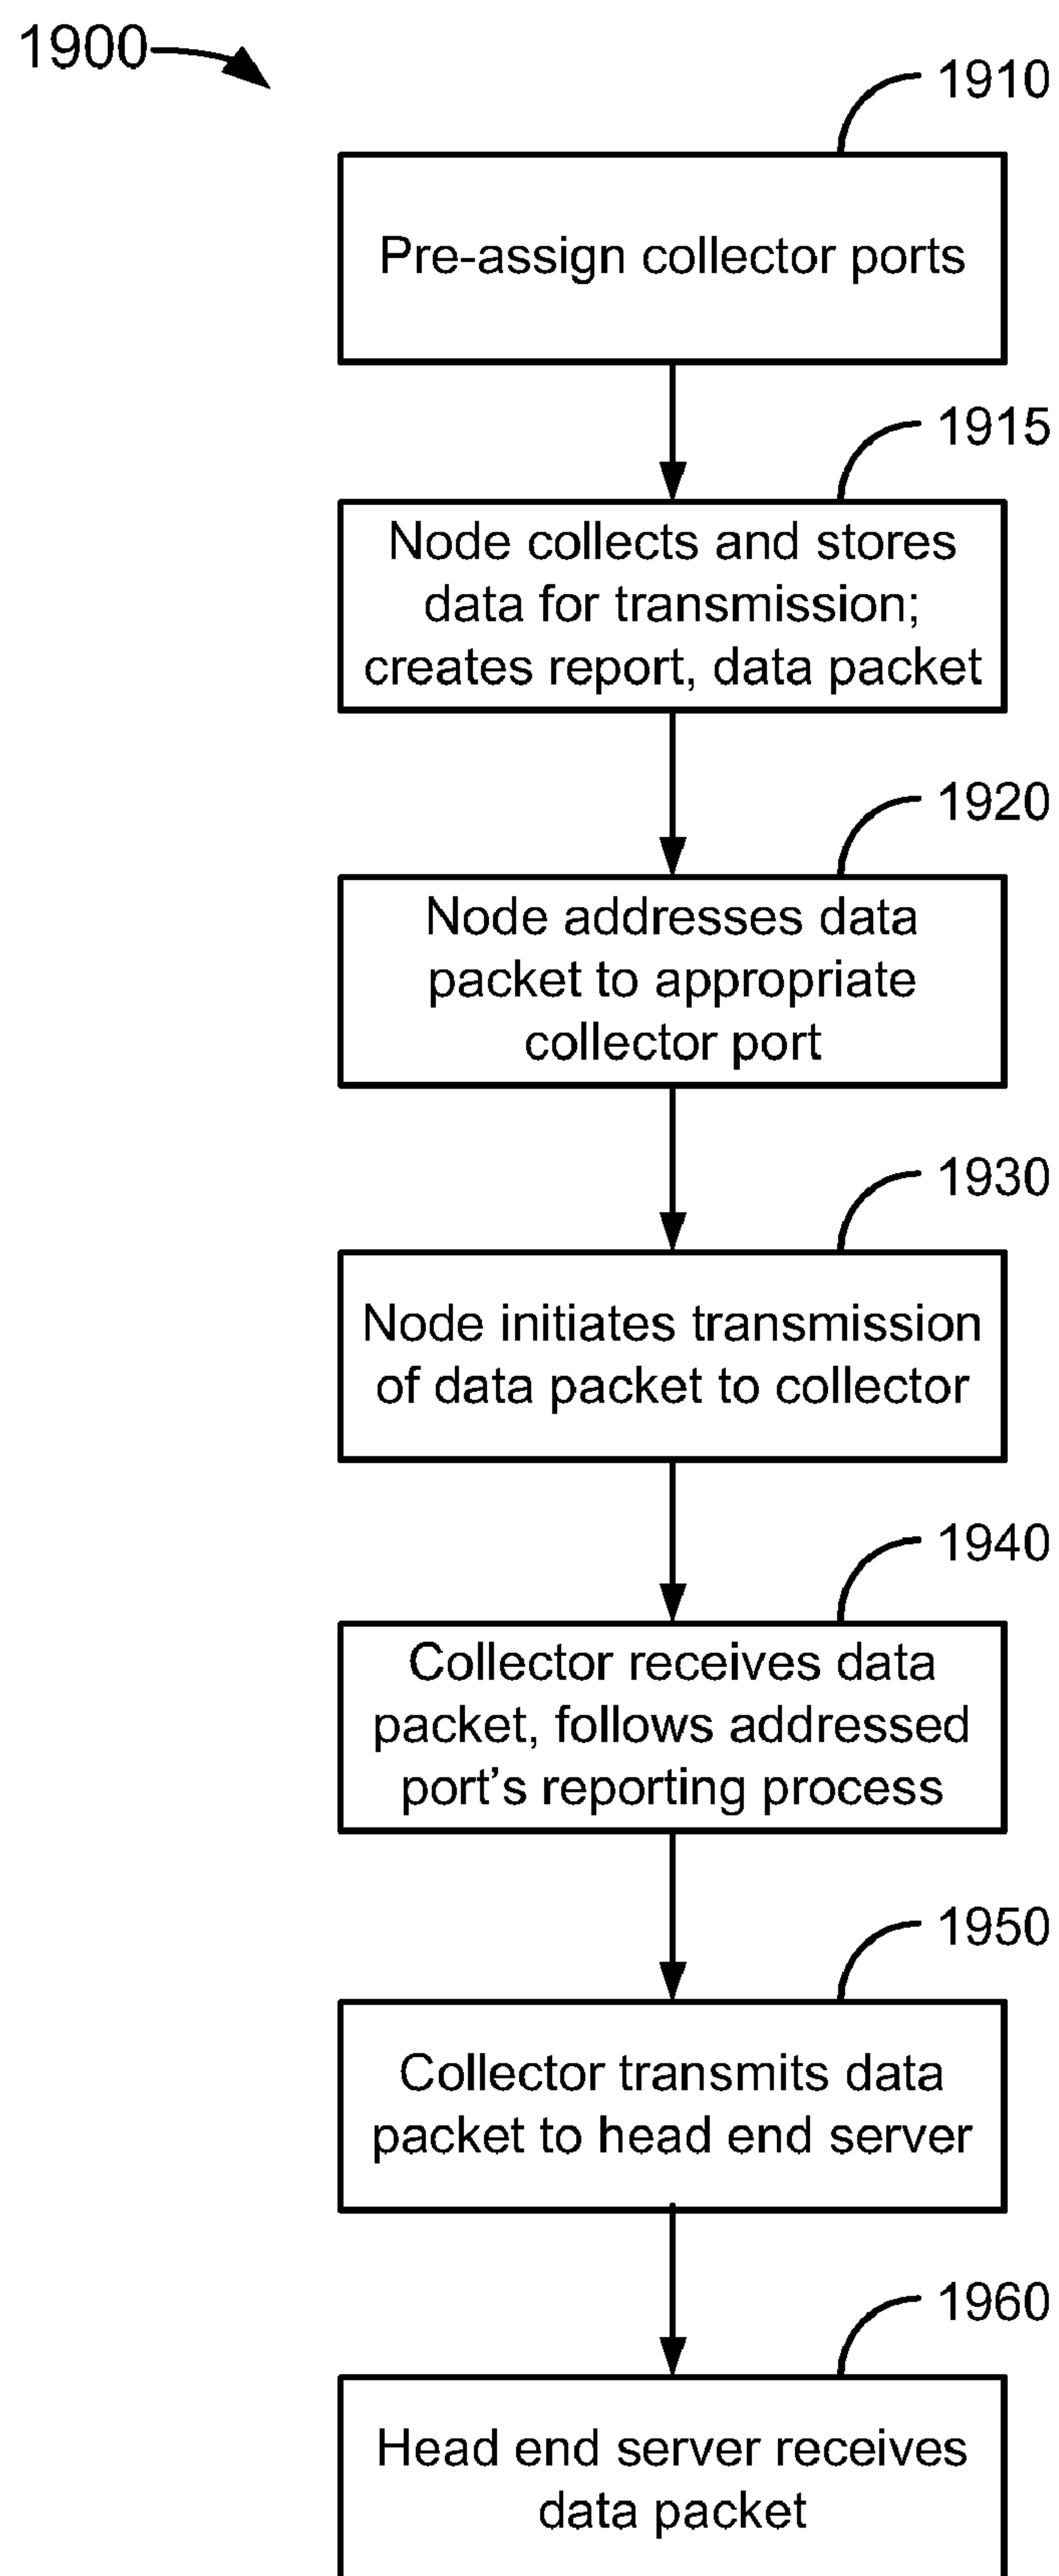 1900
1910
Pre-assign collector ports
1915
Node collects and stores
data for transmission;
creates report, data packet
1920
Node addresses data
packet to appropriate
collector port
1930
Node initiates transmission
of data packet to collector
1940
Collector receives data
packet, follows addressed
port’s reporting process
1950
Collector transmits data
packet to head end server
1960
Head end server receives
data packet